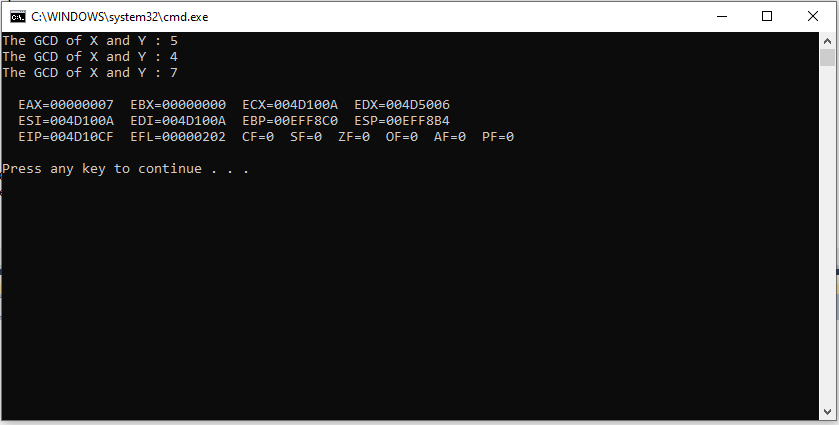 C:\WINDOWS\system32\cmd.exe
The GCD of X and Y : 5
The GCD of X and Y : 4
The GCD of X and Y : 7
EAX=00000007  EBX=00000000  ECX=004D100A  EDX=004D5006
ESI=004D100A  EDI=004D100A  EBP=00EFF8C0  ESP=00EFF8B4
EIP=004D10CF  EFL=00000202  CF=0  SF=0  ZF=0  OF=0  AF=0  PF=0
Press any key to continue . . .